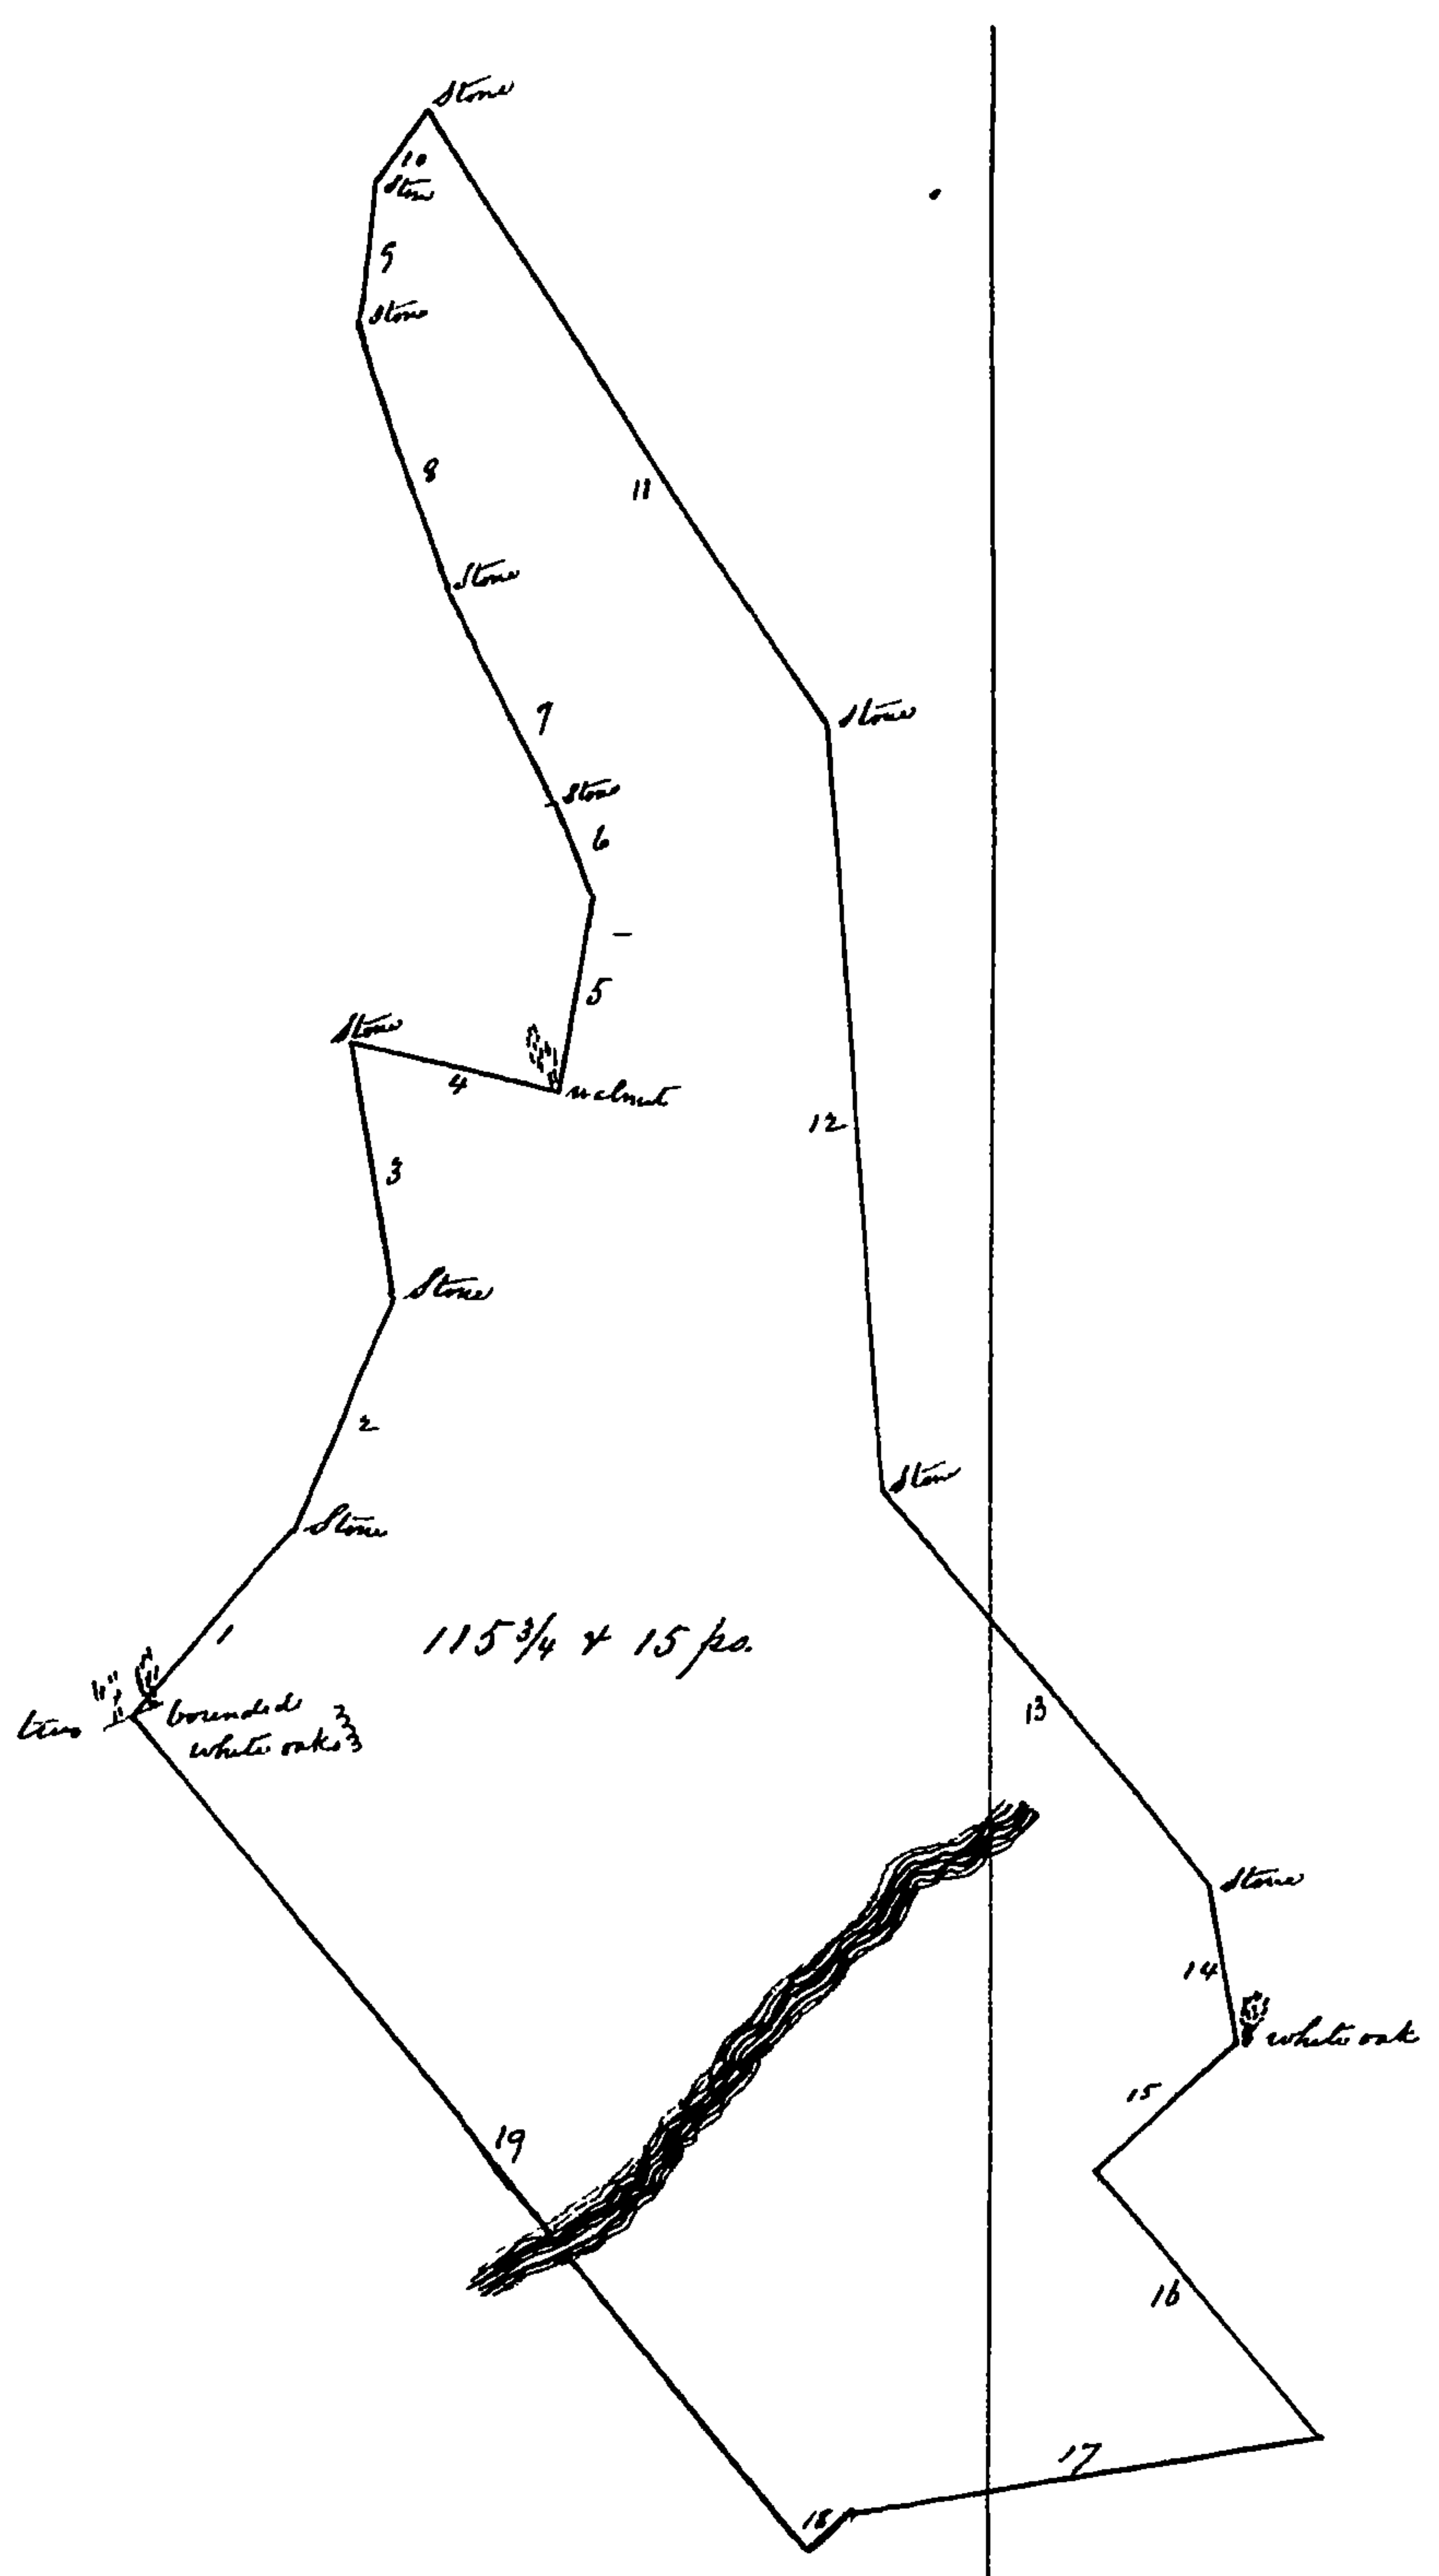 Stone
10
Stone
9
Stone
8
11
Stone
7
Stone
Stone
6
5
Stone
4
walnut
12
3
Stone
2
Stone
Stone
1
115 3/4 & 15 ps.
two bounded
white oaks
13
Stone
14
white oak
15
19
16
17
18